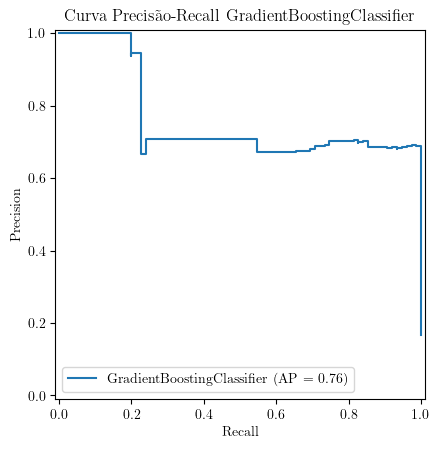 Curva Precisão-Recall GradientBoostingClassifier
1.0
0.8
0.6
0.4
0.2
0.0
Precision
GradientBoostingClassifier (AP = 0.76)
0.0 0.2 0.4 0.6 0.8 1.0
Recall